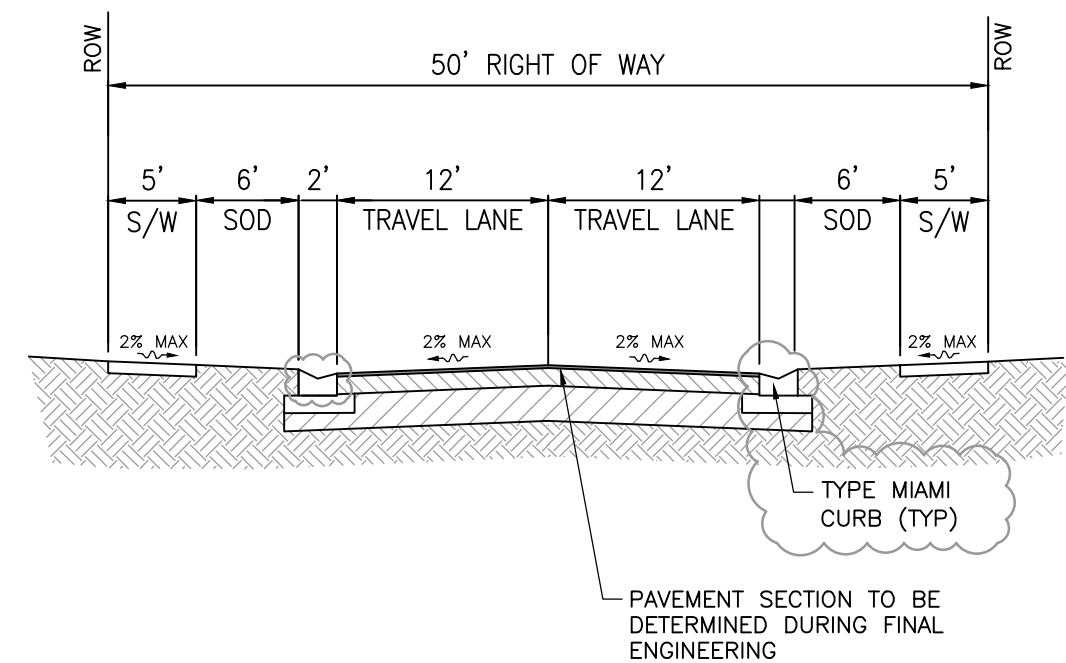 ROW
ROW
50' RIGHT OF WAY
5' 6' 2' 12' 12' 6' 5'
S/W SOD TRAVEL LANE TRAVEL LANE SOD S/W
2% MAX 2% MAX 2% MAX 2% MAX
TYPE MIAMI
CURB (TYP)
PAVEMENT SECTION TO BE
DETERMINED DURING FINAL
ENGINEERING